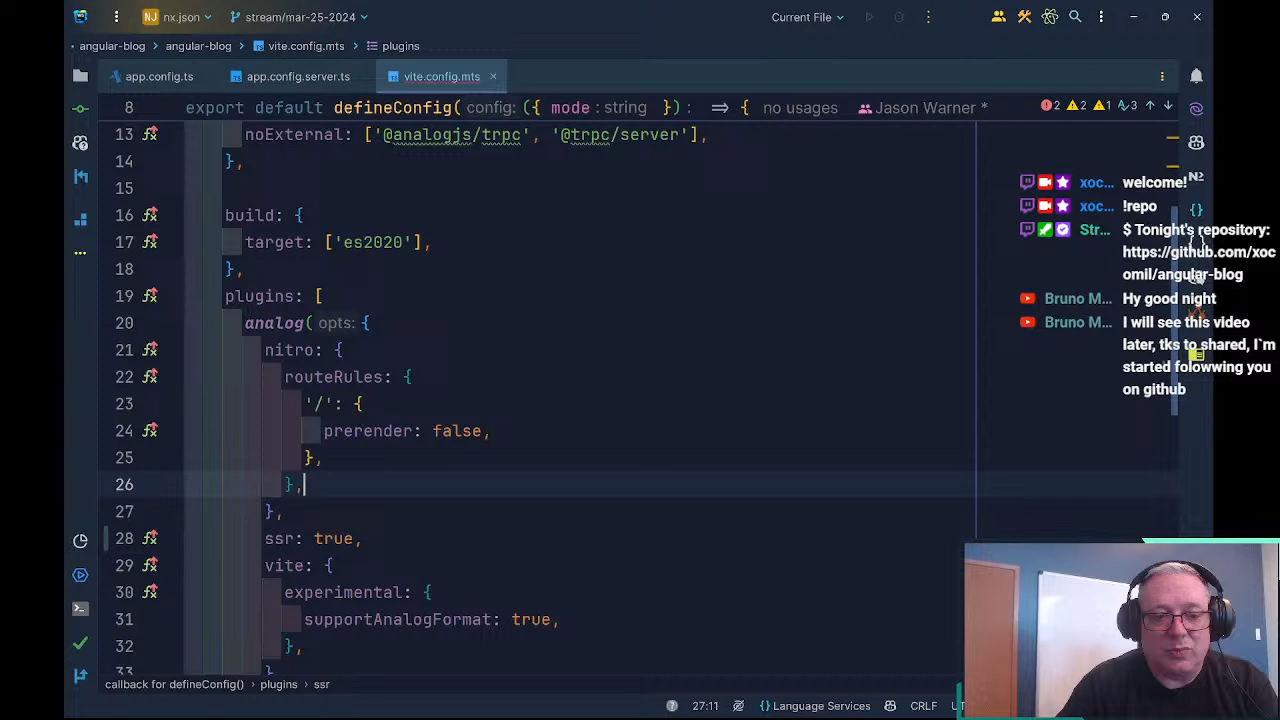 NJ nx.json stream/mar-25-2024 Current File
angular-blog angular-blog vite.config.mts plugins
app.config.ts app.config.server.ts vite.config.mts
8 export default defineConfig( config: ({ mode : string }) : ⇒ { no usages Jason Warner * 2 2 1 3
13 noExternal: ['@analogjs/trpc', '@trpc/server'],
14 },
15
16 build: {
17 target: ['es2020'],
18 },
19 plugins: [
20 analog( opts: {
21 nitro: {
22 routeRules: {
23 '/': {
24 prerender: false,
25 },
26 },
27 },
28 ssr: true,
29 vite: {
30 experimental: {
31 supportAnalogFormat: true,
32 },
33 }
callback for defineConfig() plugins ssr
27:11 Language Services CRLF
xoc... welcome!
xoc... !repo
Str... $ Tonight's repository:
https://github.com/xoc
omil/angular-blog
Bruno M... Hy good night
Bruno M... I will see this video
later, tks to shared, I`m
started folowwing you
on github